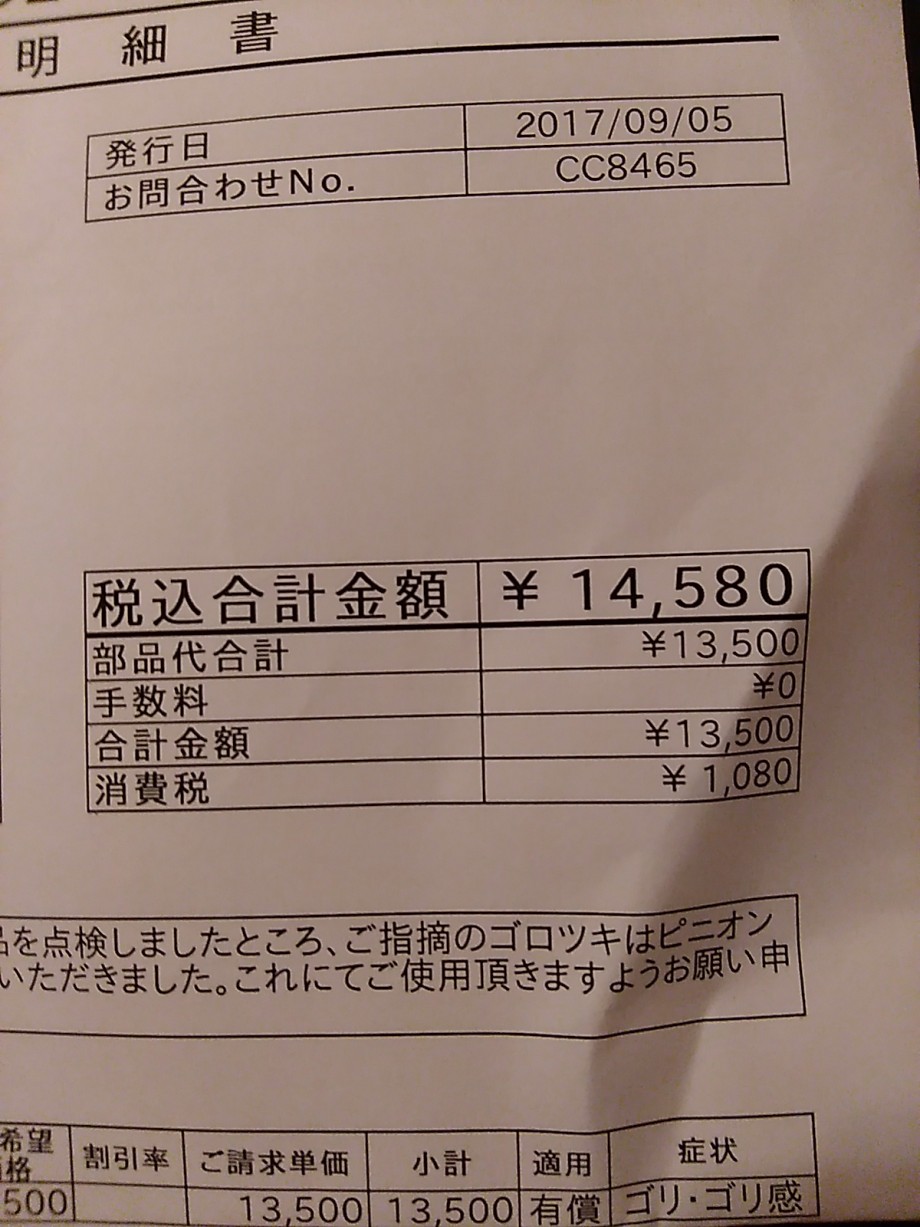 明細書
発行日 2017/09/05
お問合わせNo. CC8465
税込合計金額 ¥ 14,580
部品代合計 ¥13,500
手数料 ¥0
合計金額 ¥13,500
消費税 ¥ 1,080
品を点検しましたところ、ご指摘のゴロツキはピニオン
いただきました。これにてご使用頂きますようお願い申
希望 割引率 ご請求単価 小計 適用 症状
格
500 13,500 13,500 有償 ゴリ・ゴリ感